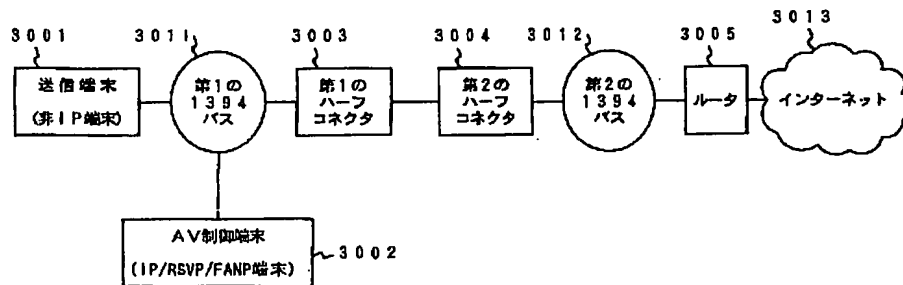 3001
3011
3003
3004
3012
3005
3013
送信端末
(非IP端末)
第1の
1394
バス
第1の
ハーフ
コネクタ
第2の
ハーフ
コネクタ
第2の
1394
バス
ルータ
インターネット
AV制御端末
(IP/RSVP/FANP端末)
3002